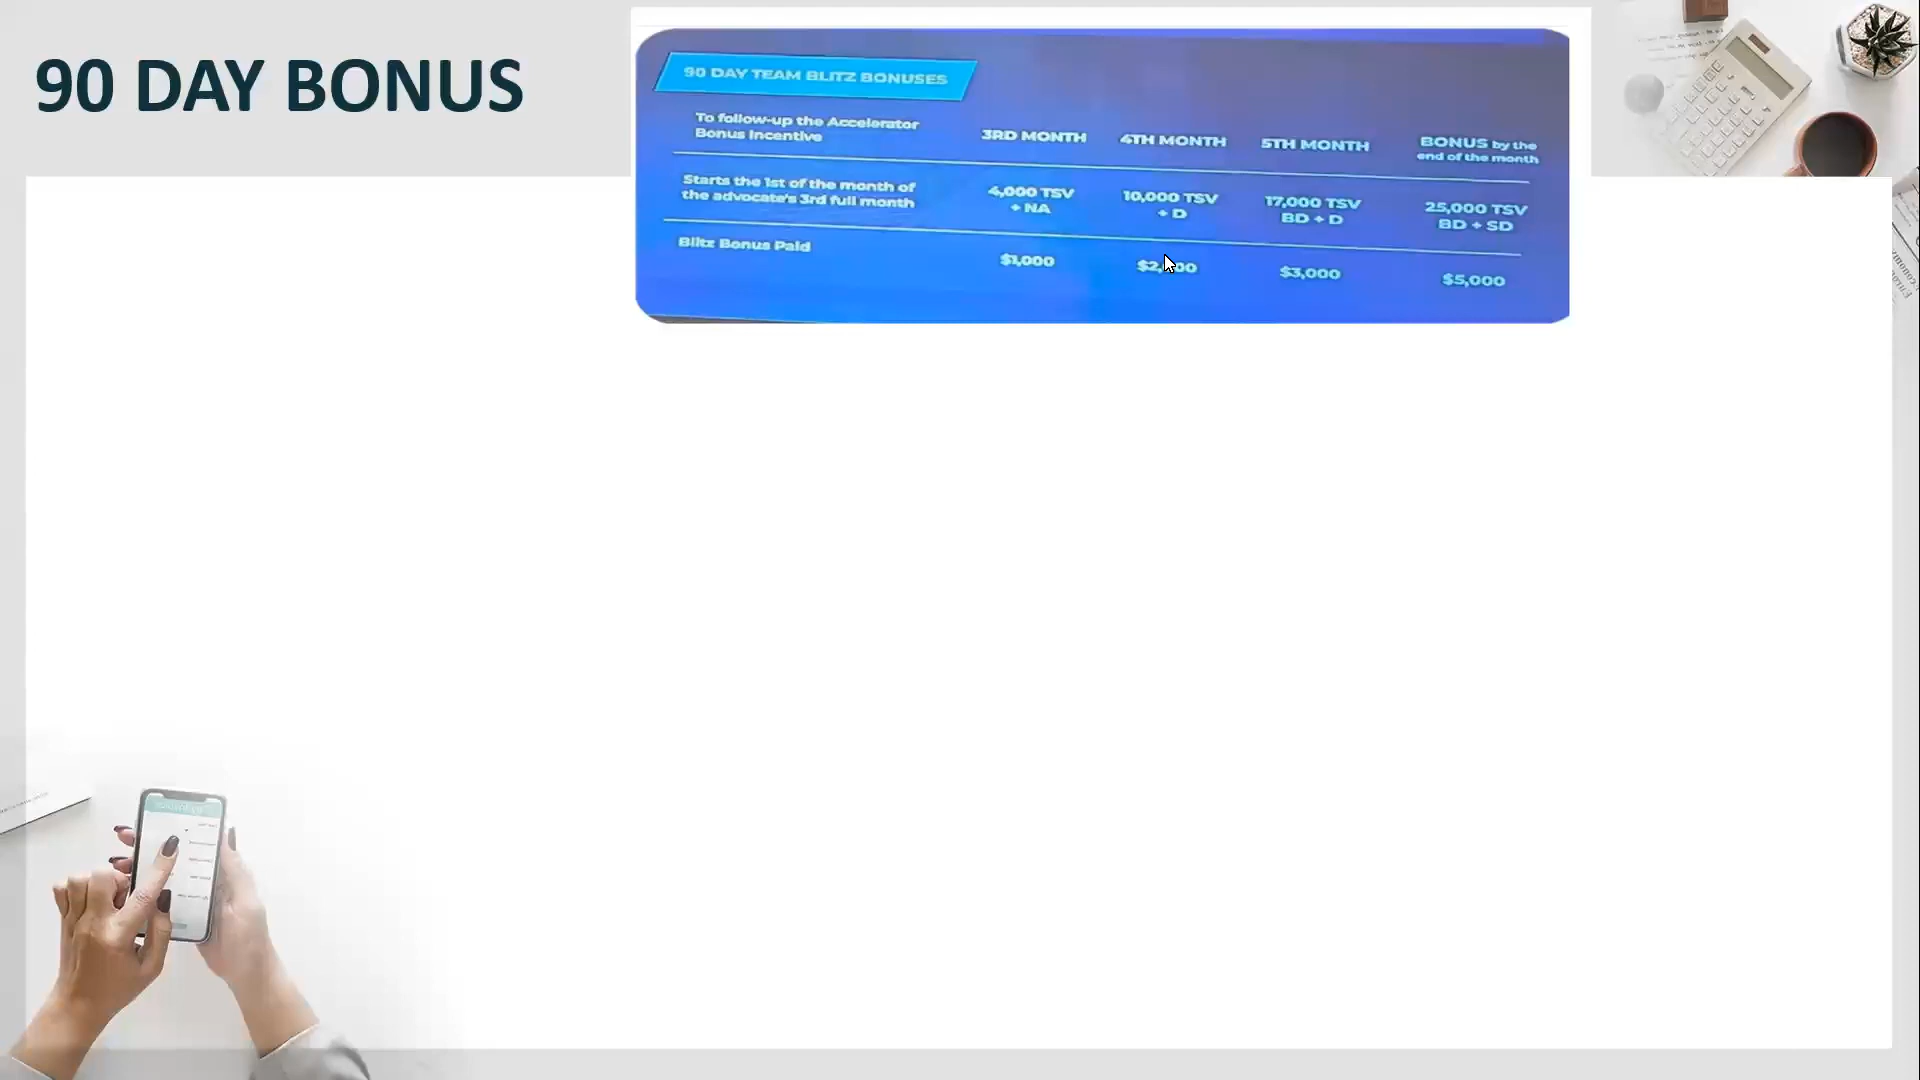 90 DAY BONUS
90 DAY TEAM BLITZ BONUSES
To follow-up the Accelerator
Bonus Incentive
3RD MONTH
4TH MONTH
5TH MONTH
BONUS by the
end of the month
Starts the 1st of the month of
the advocate's 3rd full month
4,000 TSV
+ NA
10,000 TSV
+ D
17,000 TSV
BD + D
25,000 TSV
BD + SD
Blitz Bonus Paid
$1,000
$3,000
$5,000